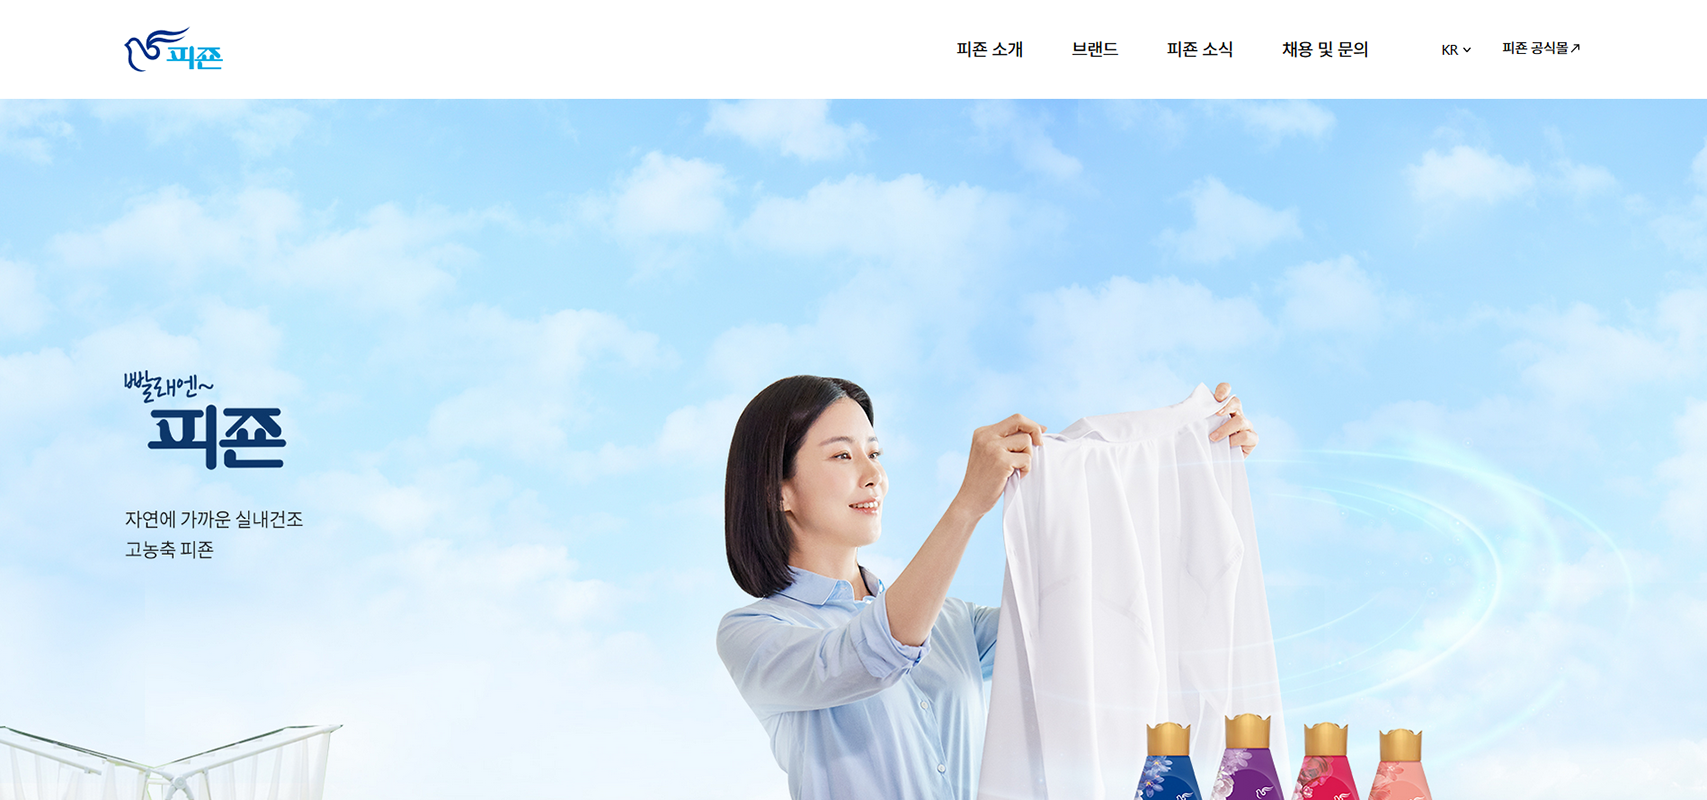 피죤
피죤 소개
브랜드
피죤 소식
채용 및 문의
KR
피죤 공식몰
빨래엔~
피죤
자연에 가까운 실내건조
고농축 피죤